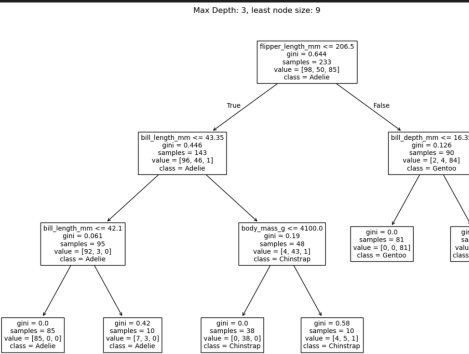 Max Depth: 3, least node size: 9
flipper_length_mm <= 206.5
gini = 0.644
samples = 233
value = [98, 50, 85]
class = Adelie
True
False
bill_length_mm <= 43.35
gini = 0.446
samples = 143
value = [96, 46, 1]
class = Adelie
bill_depth_mm <= 16.3
gini = 0.126
samples = 90
value = [2, 4, 84]
class = Gentoo
bill_length_mm <= 42.1
gini = 0.061
samples = 95
value = [92, 3, 0]
class = Adelie
body_mass_g <= 4100.0
gini = 0.19
samples = 48
value = [4, 43, 1]
class = Chinstrap
gini = 0.0
samples = 81
value = [0, 0, 81]
class = Gentoo
gini = 0.0
samples = 85
value = [85, 0, 0]
class = Adelie
gini = 0.42
samples = 10
value = [7, 3, 0]
class = Adelie
gini = 0.0
samples = 38
value = [0, 38, 0]
class = Chinstrap
gini = 0.58
samples = 10
value = [4, 5, 1]
class = Chinstrap